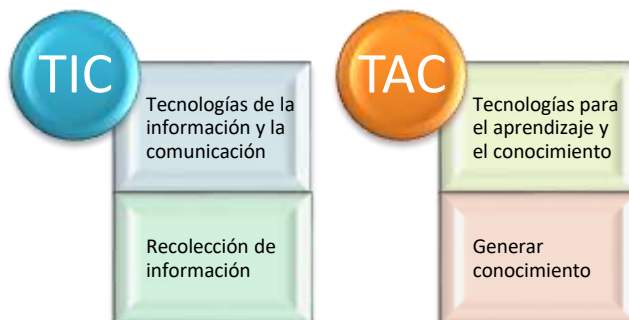 TIC
Tecnologías de la
información y la
comunicación
Recolección de
información
TAC
Tecnologías para
el aprendizaje y
el conocimiento
Generar
conocimiento